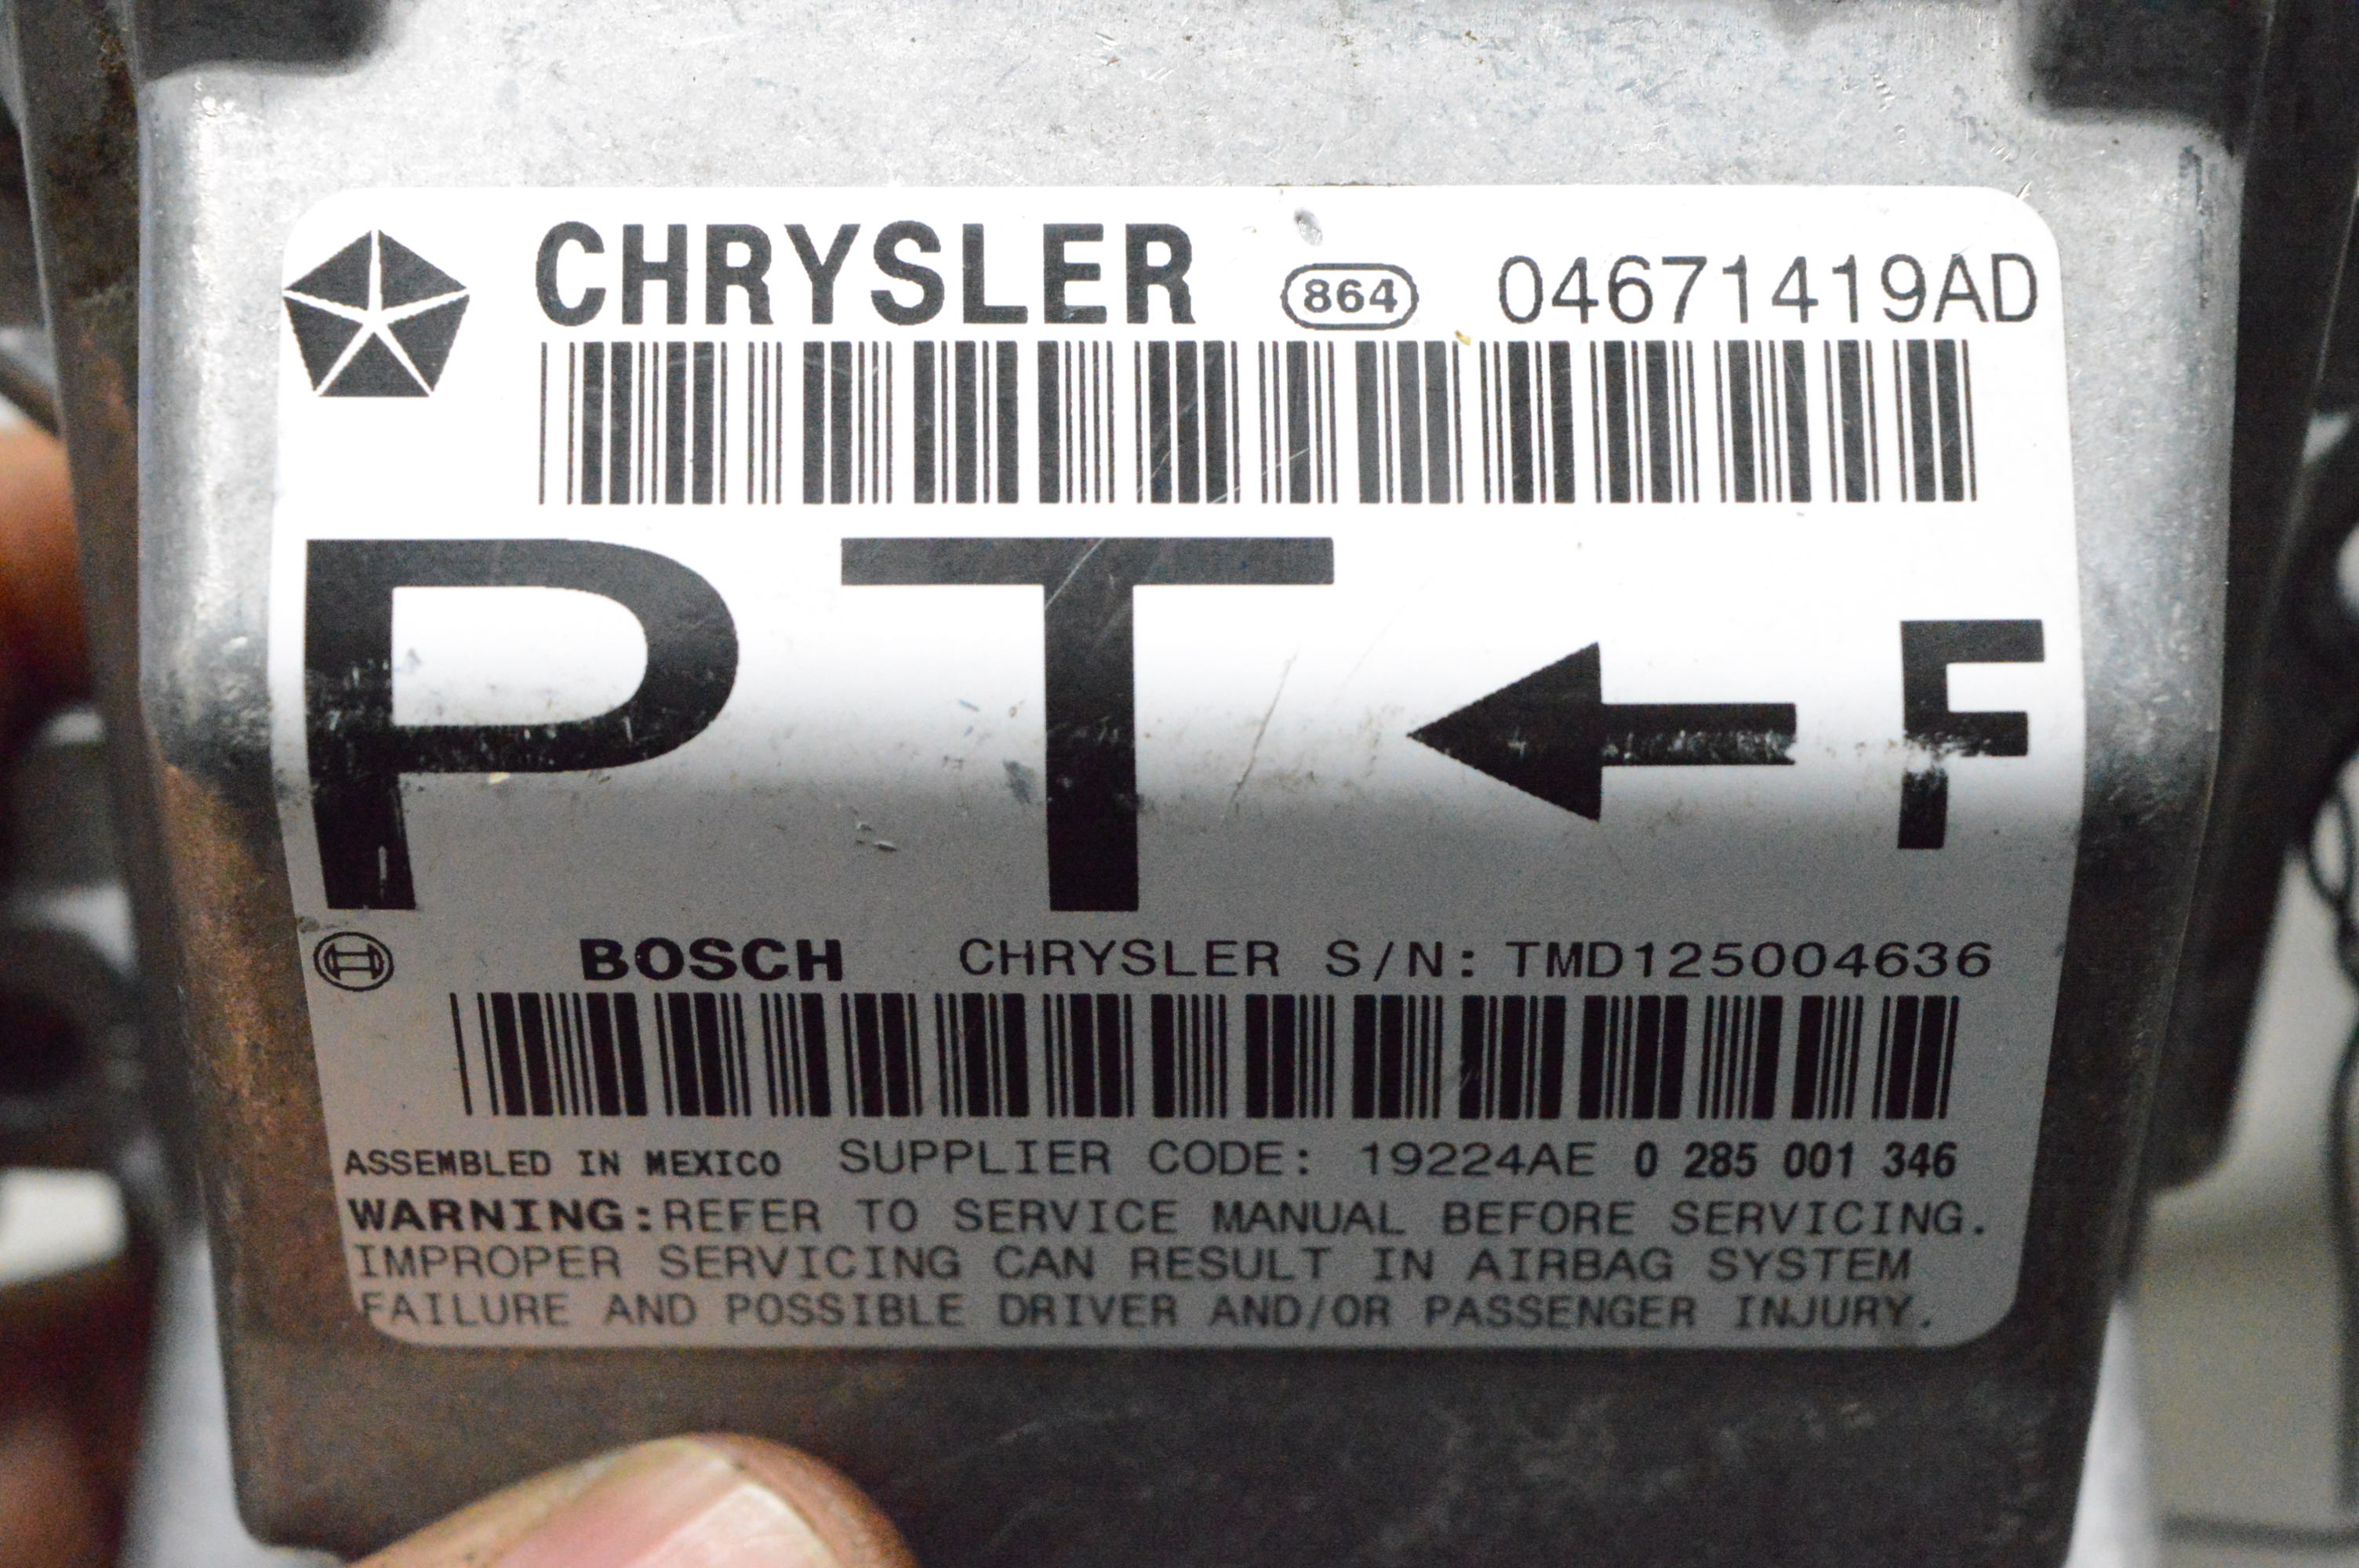 CHRYSLER 864 04671419AD
PT ← F
BOSCH CHRYSLER S/N: TMD125004636
ASSEMBLED IN MEXICO SUPPLIER CODE: 19224AE 0 285 001 346
WARNING:REFER TO SERVICE MANUAL BEFORE SERVICING.
IMPROPER SERVICING CAN RESULT IN AIRBAG SYSTEM
FAILURE AND POSSIBLE DRIVER AND/OR PASSENGER INJURY.